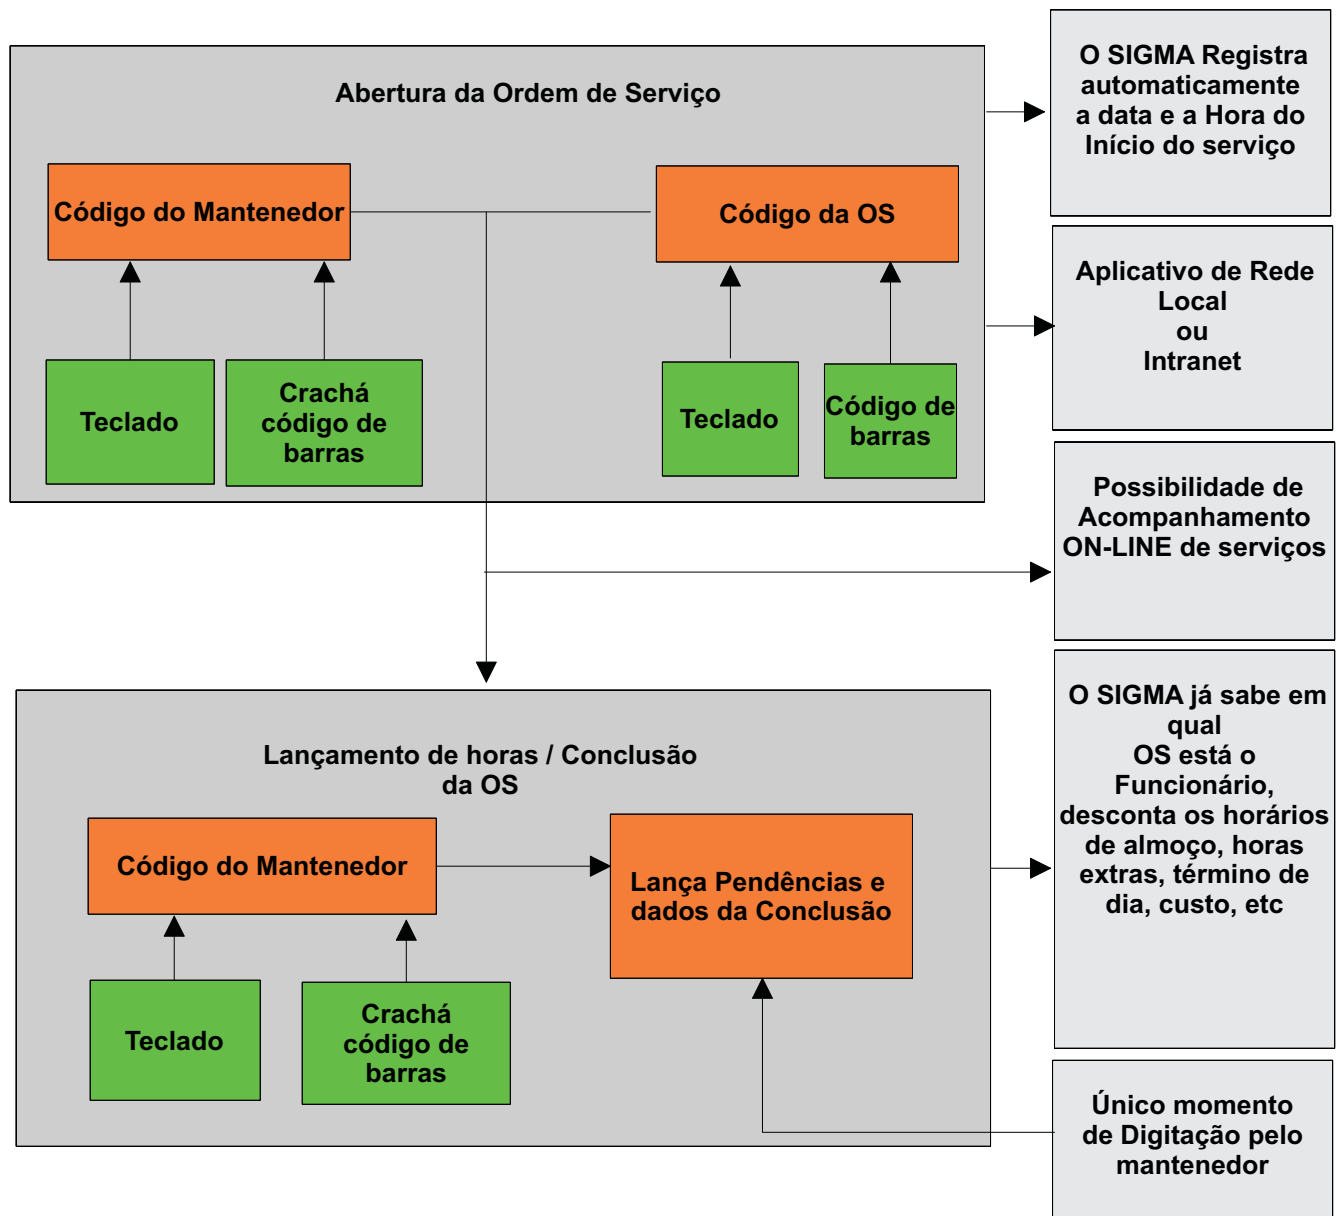 Abertura da Ordem de Serviço
Código do Mantenedor
Código da OS
Teclado
Crachá
código de
barras
Teclado
Código de
barras
O SIGMA Registra
automaticamente
a data e a Hora do
Início do serviço
Aplicativo de Rede
Local
ou
Intranet
Possibilidade de
Acompanhamento
ON-LINE de serviços
Lançamento de horas / Conclusão
da OS
Código do Mantenedor
Lança Pendências e
dados da Conclusão
Teclado
Crachá
código de
barras
O SIGMA já sabe em
qual
OS está o
Funcionário,
desconta os horários
de almoço, horas
extras, término de
dia, custo, etc
Único momento
de Digitação pelo
mantenedor